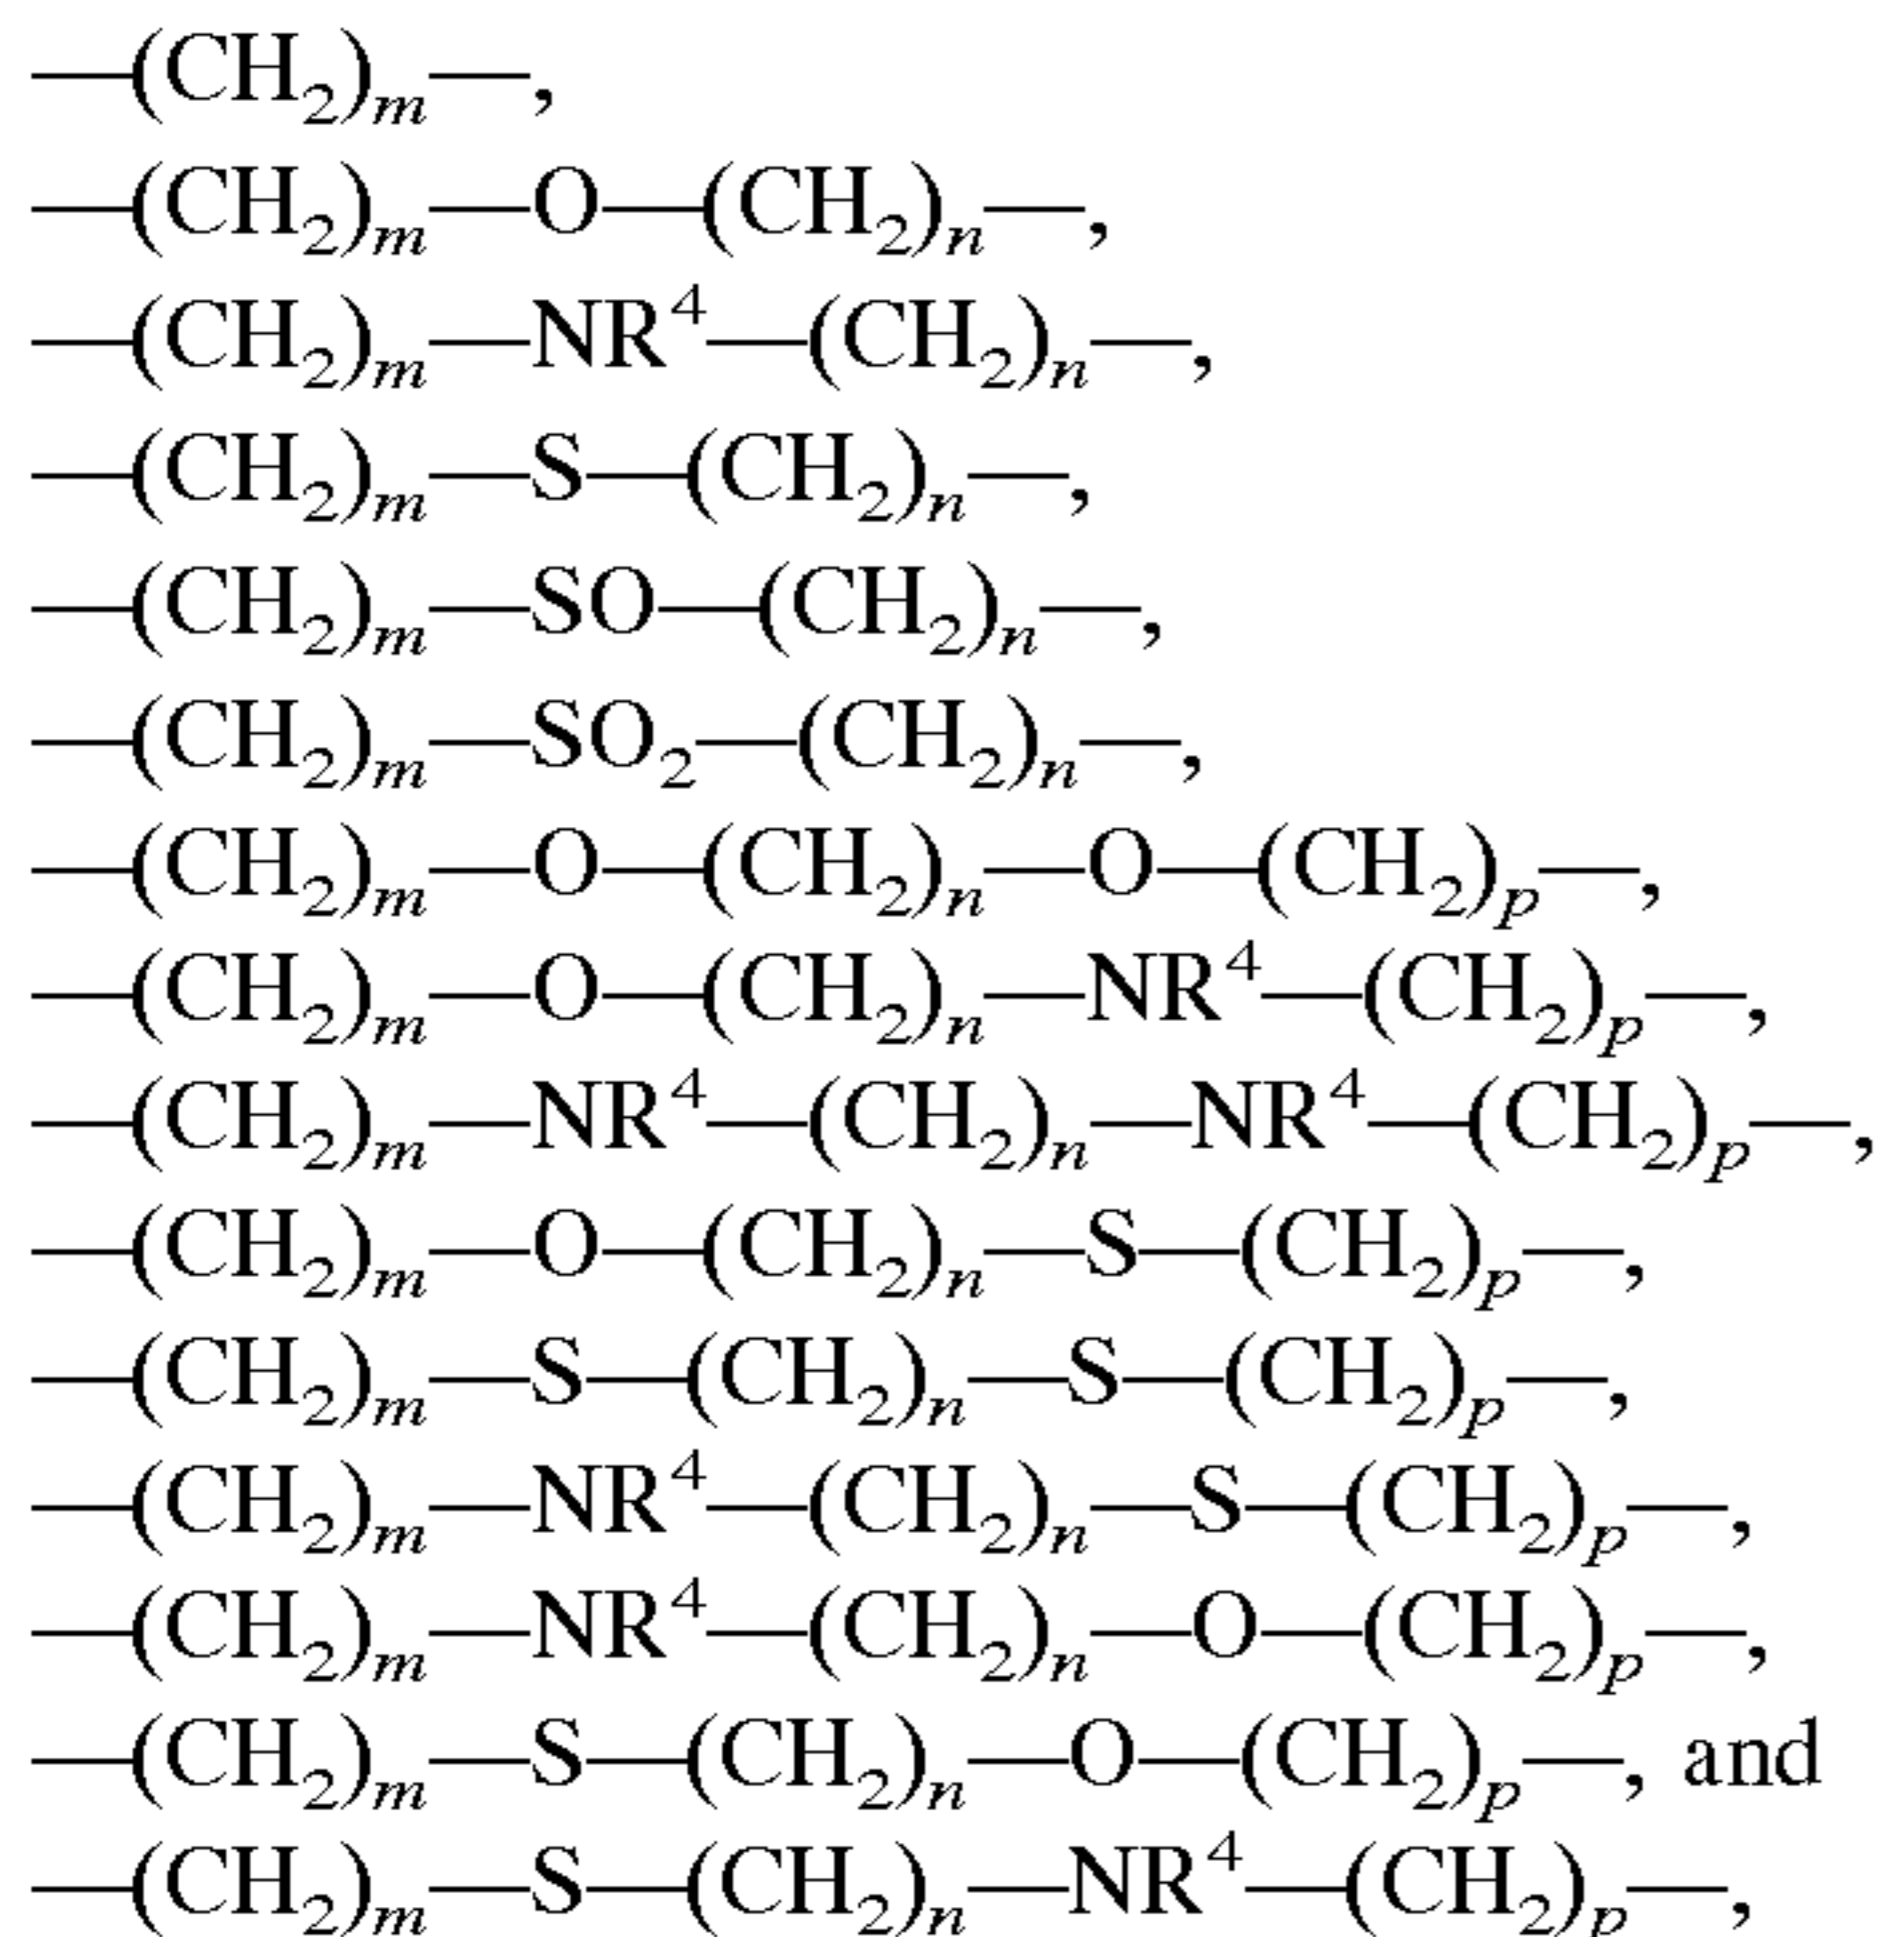 —(CH₂)ₘ—,
—(CH₂)ₘ—O—(CH₂)ₙ—,
—(CH₂)ₘ—NR⁴—(CH₂)ₙ—,
—(CH₂)ₘ—S—(CH₂)ₙ—,
—(CH₂)ₘ—SO—(CH₂)ₙ—,
—(CH₂)ₘ—SO₂—(CH₂)ₙ—,
—(CH₂)ₘ—O—(CH₂)ₙ—O—(CH₂)ₚ—,
—(CH₂)ₘ—O—(CH₂)ₙ—NR⁴—(CH₂)ₚ—,
—(CH₂)ₘ—NR⁴—(CH₂)ₙ—NR⁴—(CH₂)ₚ—,
—(CH₂)ₘ—O—(CH₂)ₙ—S—(CH₂)ₚ—,
—(CH₂)ₘ—S—(CH₂)ₙ—S—(CH₂)ₚ—,
—(CH₂)ₘ—NR⁴—(CH₂)ₙ—S—(CH₂)ₚ—,
—(CH₂)ₘ—NR⁴—(CH₂)ₙ—O—(CH₂)ₚ—,
—(CH₂)ₘ—S—(CH₂)ₙ—O—(CH₂)ₚ—, and
—(CH₂)ₘ—S—(CH₂)ₙ—NR⁴—(CH₂)ₚ—,